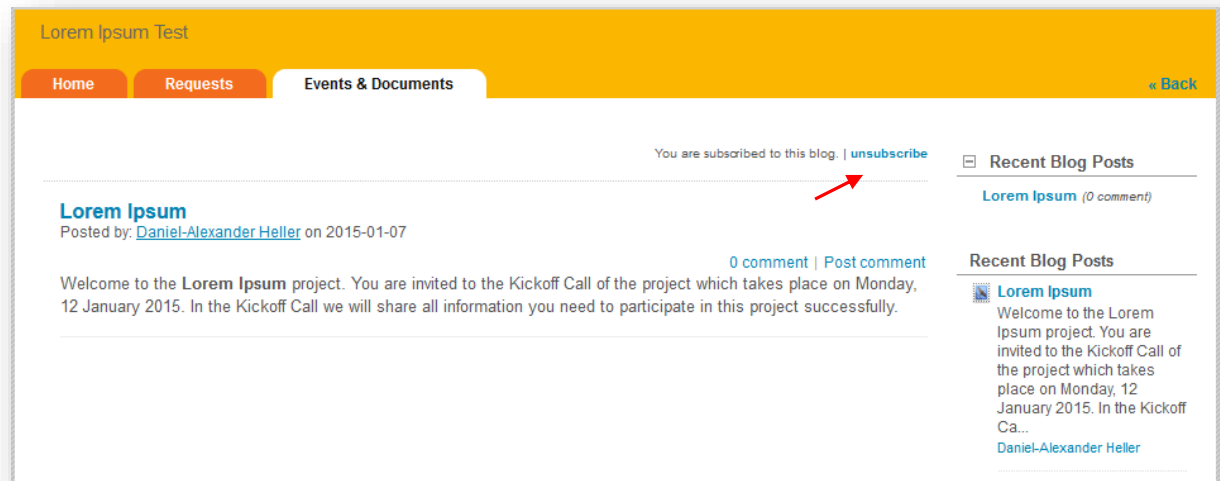 Lorem Ipsum Test
Home Requests Events & Documents « Back
You are subscribed to this blog. | unsubscribe
Lorem Ipsum
Posted by: Daniel-Alexander Heller on 2015-01-07
0 comment | Post comment
Welcome to the Lorem Ipsum project. You are invited to the Kickoff Call of the project which takes place on Monday,
12 January 2015. In the Kickoff Call we will share all information you need to participate in this project successfully.
Recent Blog Posts
Lorem Ipsum (0 comment)
Recent Blog Posts
Lorem Ipsum
Welcome to the Lorem
Ipsum project. You are
invited to the Kickoff Call of
the project which takes
place on Monday, 12
January 2015. In the Kickoff
Ca...
Daniel-Alexander Heller